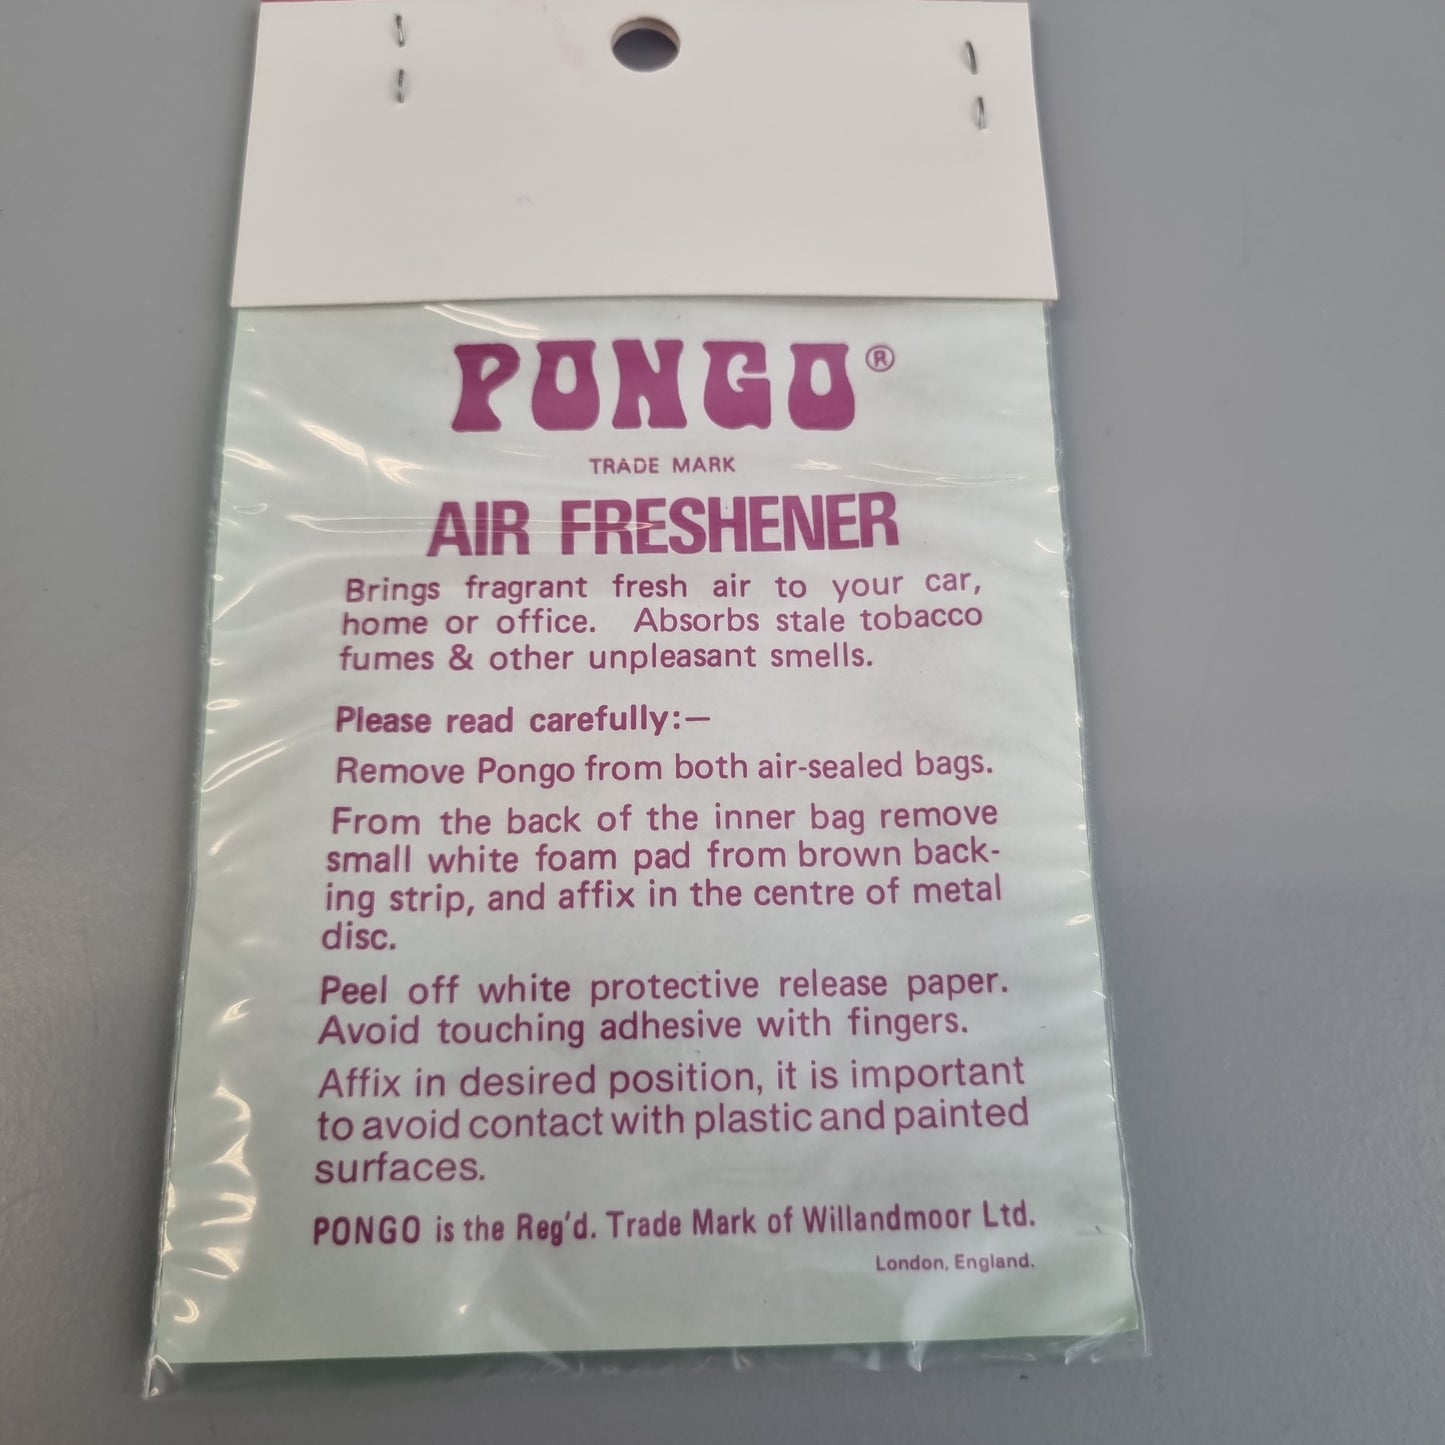 PONGO®
TRADE MARK
AIR FRESHENER
Brings fragrant fresh air to your car,
home or office. Absorbs stale tobacco
fumes & other unpleasant smells.
Please read carefully:—
Remove Pongo from both air-sealed bags.
From the back of the inner bag remove
small white foam pad from brown back-
ing strip, and affix in the centre of metal
disc.
Peel off white protective release paper.
Avoid touching adhesive with fingers.
Affix in desired position, it is important
to avoid contact with plastic and painted
surfaces.
PONGO is the Reg'd. Trade Mark of Willandmoor Ltd.
London, England.